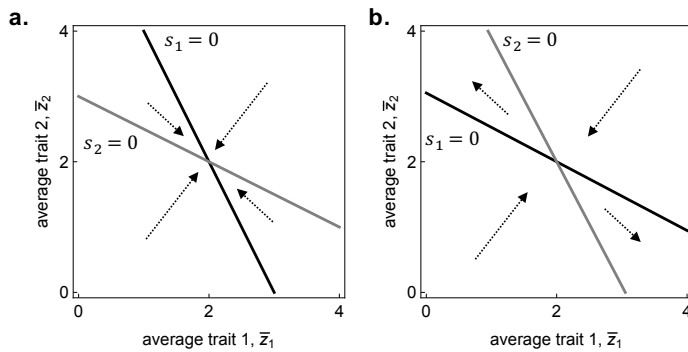 a.
4
s₁ = 0
average trait 2, z̄₂
s₂ = 0
2
0
0
2
4
average trait 1, z̄₁
b.
4
s₂ = 0
average trait 2, z̄₂
s₁ = 0
2
0
0
2
4
average trait 1, z̄₁